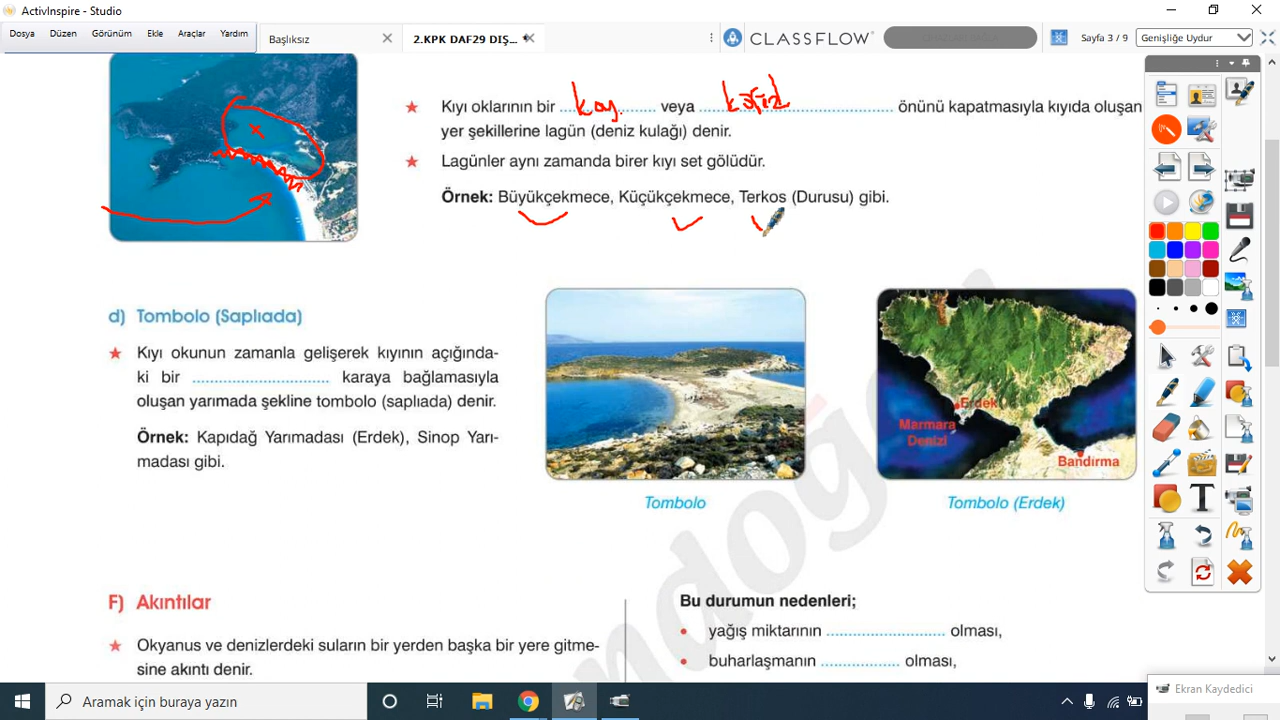 ActivInspire - Studio
Dosya Düzen Görünüm Ekle Araçlar Yardım
Başlıksız
2.KPK DAF29 DIŞ...
CLASSFLOW
Sayfa 3 / 9
Genişliğe Uydur
Kıyı oklarının bir koy veya körfez önünü kapatmasıyla kıyıda oluşan
yer şekillerine lagün (deniz kulağı) denir.
Lagünler aynı zamanda birer kıyı set gölüdür.
Örnek: Büyükçekmece, Küçükçekmece, Terkos (Durusu) gibi.
d) Tombolo (Saplıada)
Kıyı okunun zamanla gelişerek kıyının açığında-
ki bir .............................. karaya bağlamasıyla
oluşan yarımada şekline tombolo (saplıada) denir.
Örnek: Kapıdağ Yarımadası (Erdek), Sinop Yarı-
madası gibi.
Erdek
Marmara
Denizi
Bandırma
Tombolo
Tombolo (Erdek)
F) Akıntılar
Okyanus ve denizlerdeki suların bir yerden başka bir yere gitme-
sine akıntı denir.
Bu durumun nedenleri;
yağış miktarının .......................... olması,
buharlaşmanın ................. olması,
Aramak için buraya yazın
Ekran Kaydedici